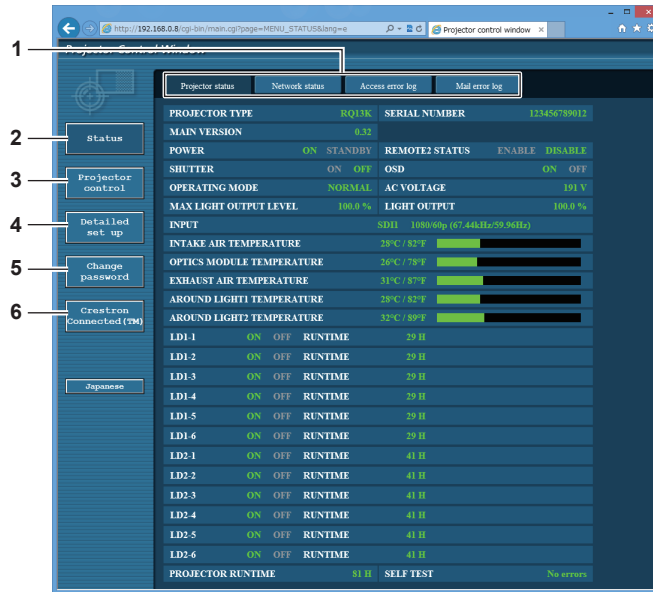 http://192.168.0.8/cgi-bin/main.cgi?page=MENU_STATUS&lang=e
Projector control window
Projector Control Window
1
Projector status Network status Access error log Mail error log
PROJECTOR TYPE RQ13K SERIAL NUMBER 123456789012
MAIN VERSION 0.32
2 Status
POWER ON STANDBY REMOTE2 STATUS ENABLE DISABLE
SHUTTER ON OFF OSD ON OFF
3 Projector control
OPERATING MODE NORMAL AC VOLTAGE 191 V
MAX LIGHT OUTPUT LEVEL 100.0 % LIGHT OUTPUT 100.0 %
4 Detailed set up
INPUT SDI1 1080/60p (67.44kHz/59.96Hz)
INTAKE AIR TEMPERATURE 28°C / 82°F
OPTICS MODULE TEMPERATURE 26°C / 78°F
5 Change password
EXHAUST AIR TEMPERATURE 31°C / 87°F
AROUND LIGHT1 TEMPERATURE 28°C / 82°F
6 Crestron Connected(TM)
AROUND LIGHT2 TEMPERATURE 32°C / 89°F
LD1-1 ON OFF RUNTIME 29 H
LD1-2 ON OFF RUNTIME 29 H
LD1-3 ON OFF RUNTIME 29 H
Japanese
LD1-4 ON OFF RUNTIME 29 H
LD1-5 ON OFF RUNTIME 29 H
LD1-6 ON OFF RUNTIME 29 H
LD2-1 ON OFF RUNTIME 41 H
LD2-2 ON OFF RUNTIME 41 H
LD2-3 ON OFF RUNTIME 41 H
LD2-4 ON OFF RUNTIME 41 H
LD2-5 ON OFF RUNTIME 41 H
LD2-6 ON OFF RUNTIME 41 H
PROJECTOR RUNTIME 81 H SELF TEST No errors